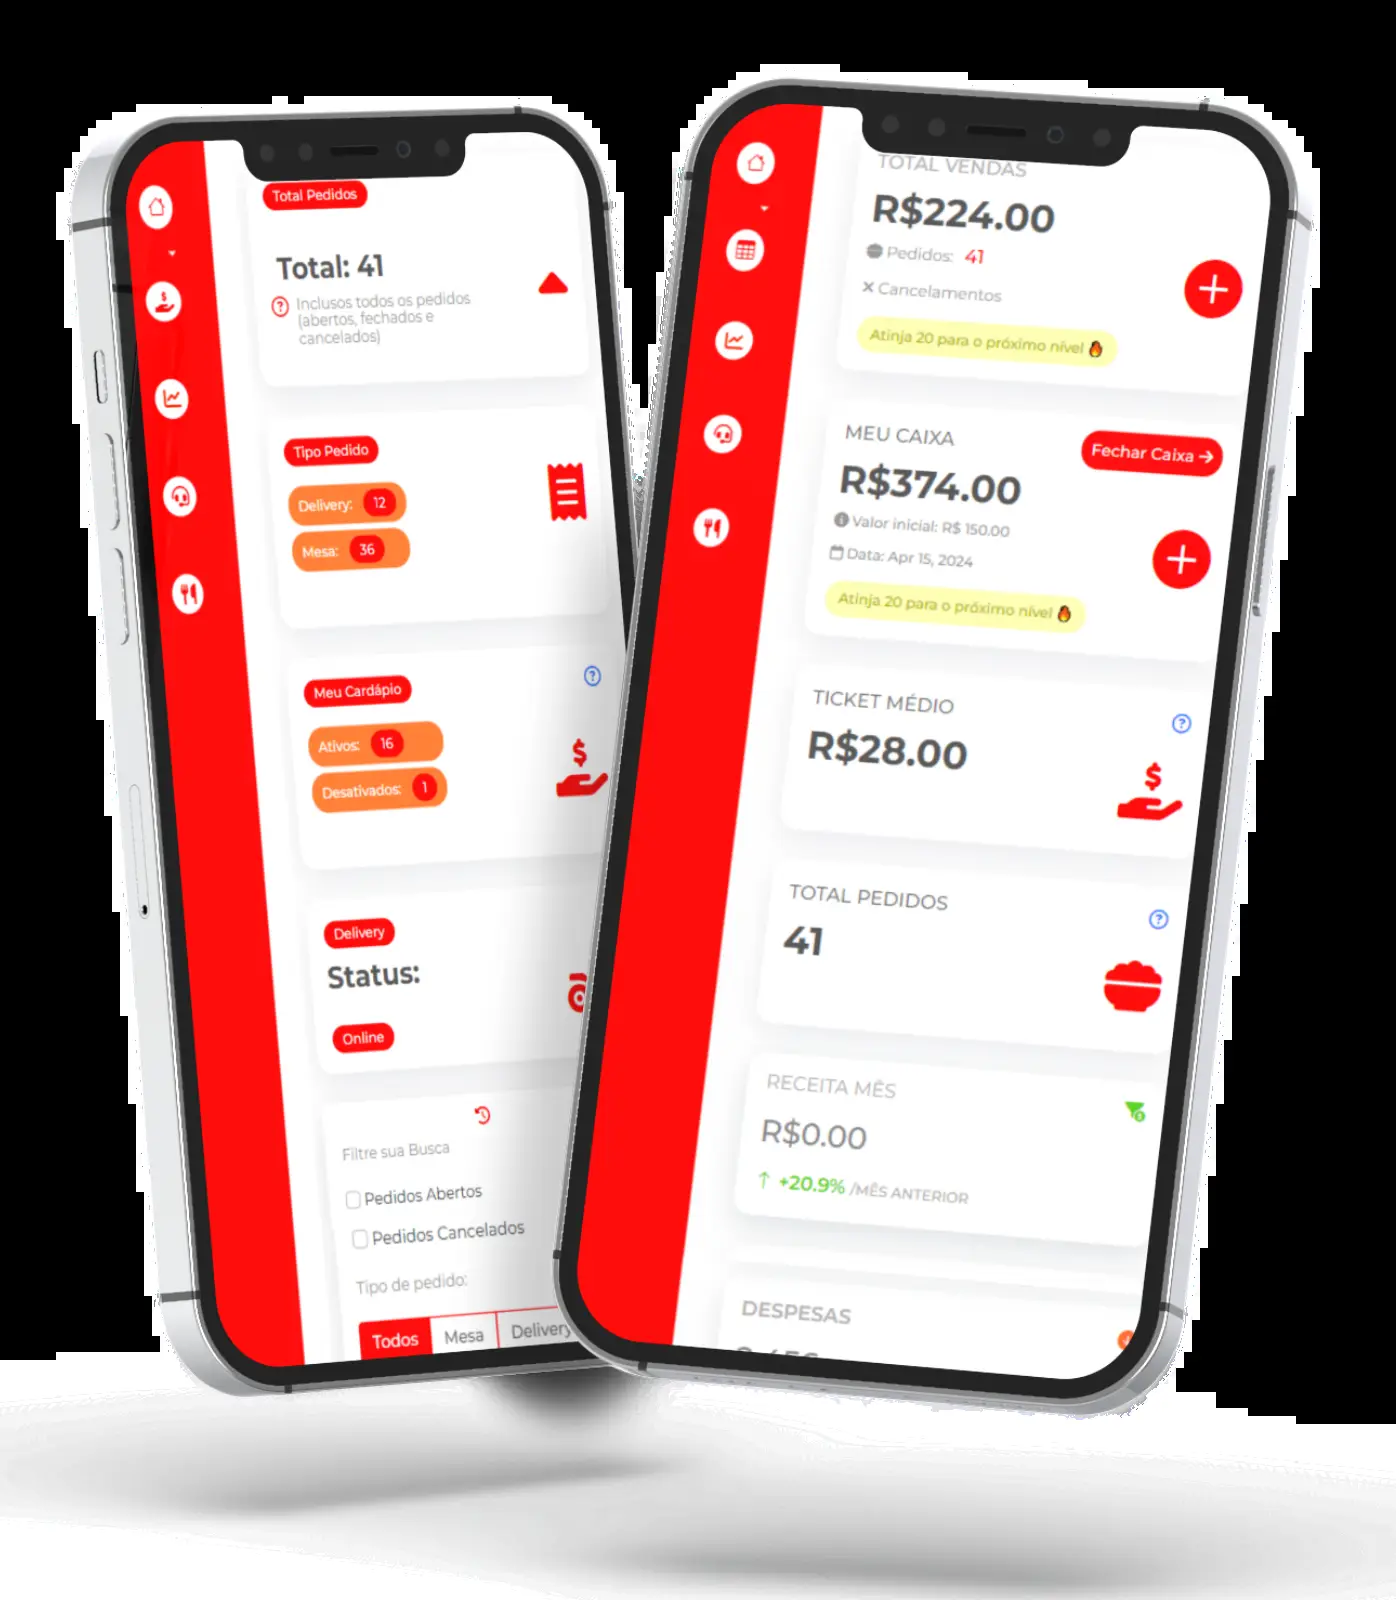 Total Pedidos
Total: 41
Inclusos todos os pedidos
(abertos, fechados e
cancelados)
Tipo Pedido
Delivery: 12
Mesa: 36
Meu Cardápio
Ativos: 16
Desativados: 1
Delivery
Status:
Online
Filtre sua Busca
Pedidos Abertos
Pedidos Cancelados
Tipo de pedido:
Todos Mesa Delivery
TOTAL VENDAS
R$224.00
Pedidos: 41
Cancelamentos
Atinja 20 para o próximo nível
MEU CAIXA
Fechar Caixa →
R$374.00
Valor inicial: R$ 150.00
Data: Apr 15, 2024
Atinja 20 para o próximo nível
TICKET MÉDIO
R$28.00
TOTAL PEDIDOS
41
RECEITA MÊS
R$0.00
↑ +20.9% /MÊS ANTERIOR
DESPESAS